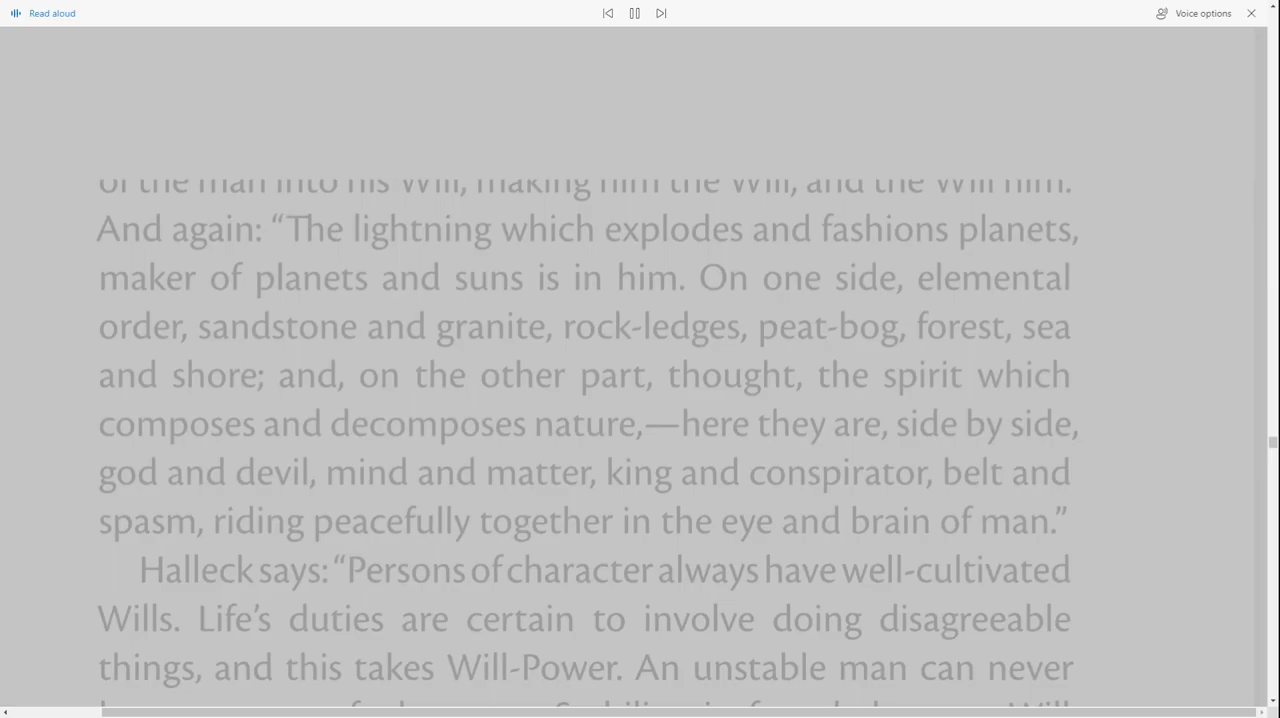 Read aloud
Voice options
of the man into his Will, making him the Will, and the Will him.
And again: “The lightning which explodes and fashions planets,
maker of planets and suns is in him. On one side, elemental
order, sandstone and granite, rock-ledges, peat-bog, forest, sea
and shore; and, on the other part, thought, the spirit which
composes and decomposes nature,—here they are, side by side,
god and devil, mind and matter, king and conspirator, belt and
spasm, riding peacefully together in the eye and brain of man.”
Halleck says: “Persons of character always have well-cultivated
Wills. Life’s duties are certain to involve doing disagreeable
things, and this takes Will-Power. An unstable man can never